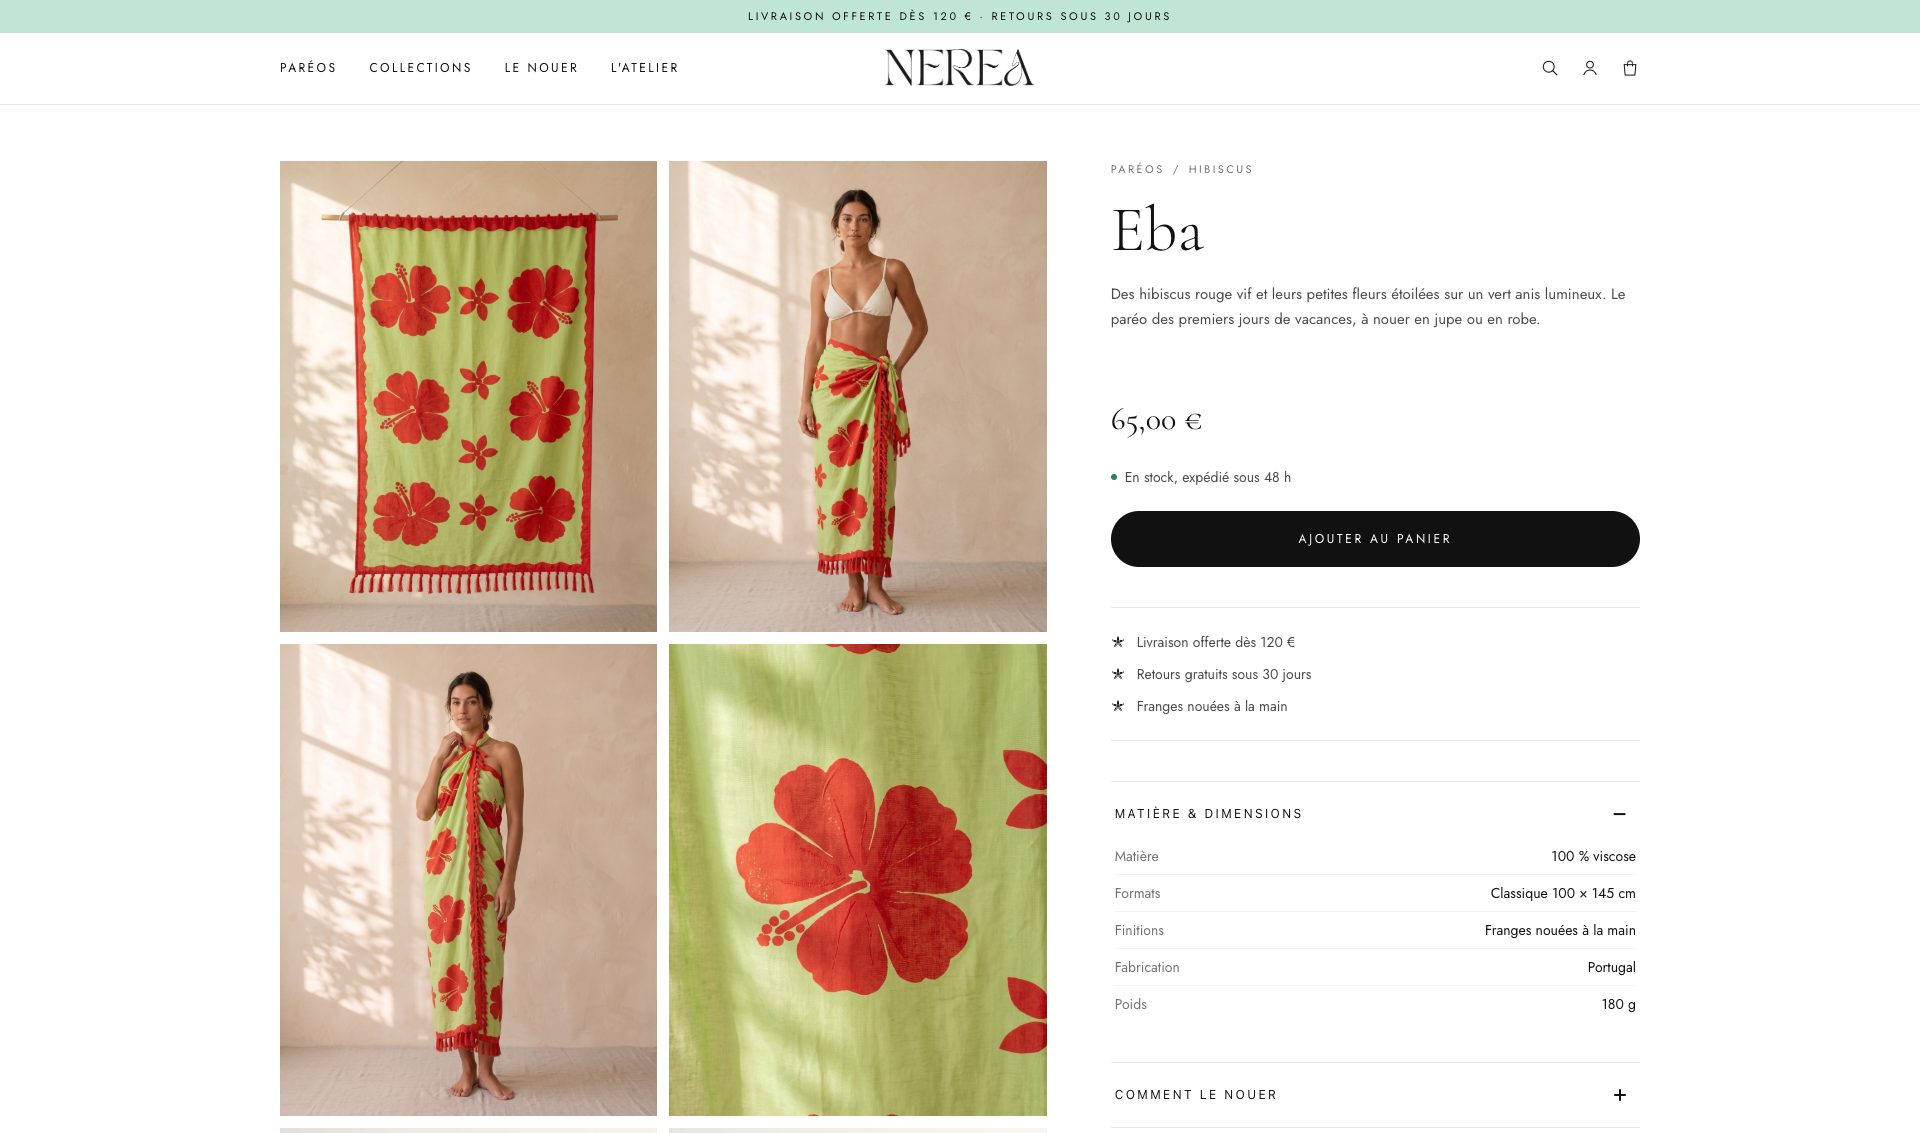 LIVRAISON OFFERTE DÈS 120 € · RETOURS SOUS 30 JOURS
PARÉOS
COLLECTIONS
LE NOUER
L'ATELIER
NEREA
PARÉOS / HIBISCUS
Eba
Des hibiscus rouge vif et leurs petites fleurs étoilées sur un vert anis lumineux. Le
paréo des premiers jours de vacances, à nouer en jupe ou en robe.
65,00 €
En stock, expédié sous 48 h
AJOUTER AU PANIER
Livraison offerte dès 120 €
Retours gratuits sous 30 jours
Franges nouées à la main
MATIÈRE & DIMENSIONS
Matière 100 % viscose
Formats Classique 100 × 145 cm
Finitions Franges nouées à la main
Fabrication Portugal
Poids 180 g
COMMENT LE NOUER